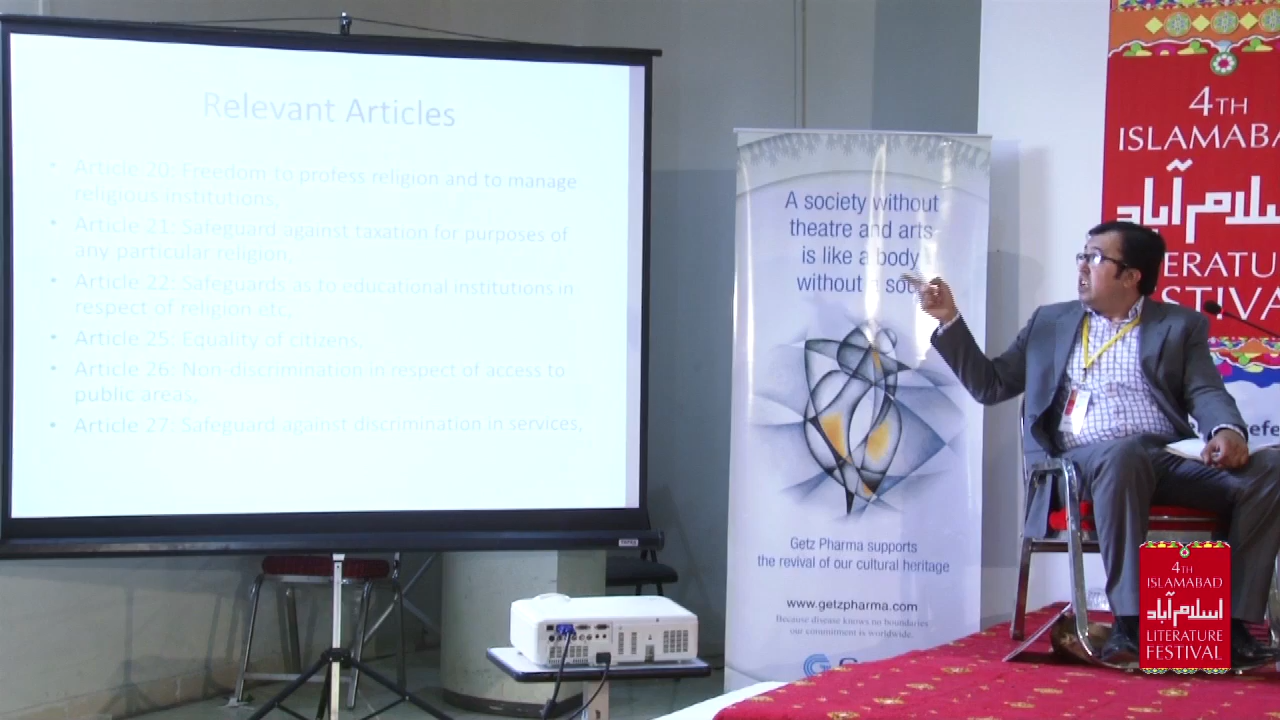 Relevant Articles
• Article 20: Freedom to profess religion and to manage
religious institutions,
• Article 21: Safeguard against taxation for purposes of
any particular religion,
• Article 22: Safeguards as to educational institutions in
respect of religion etc,
• Article 25: Equality of citizens,
• Article 26: Non-discrimination in respect of access to
public areas,
• Article 27: Safeguard against discrimination in services,
A society without
theatre and arts
is like a body
without a
Getz Pharma supports
the revival of our cultural heritage
www.getzpharma.com
Because disease knows no boundaries
our commitment is worldwide.
4TH
ISLAMABA
اسلام آباد
ERATU
STIVA
4TH
ISLAMABAD
اسلام آباد
LITERATURE
FESTIVAL